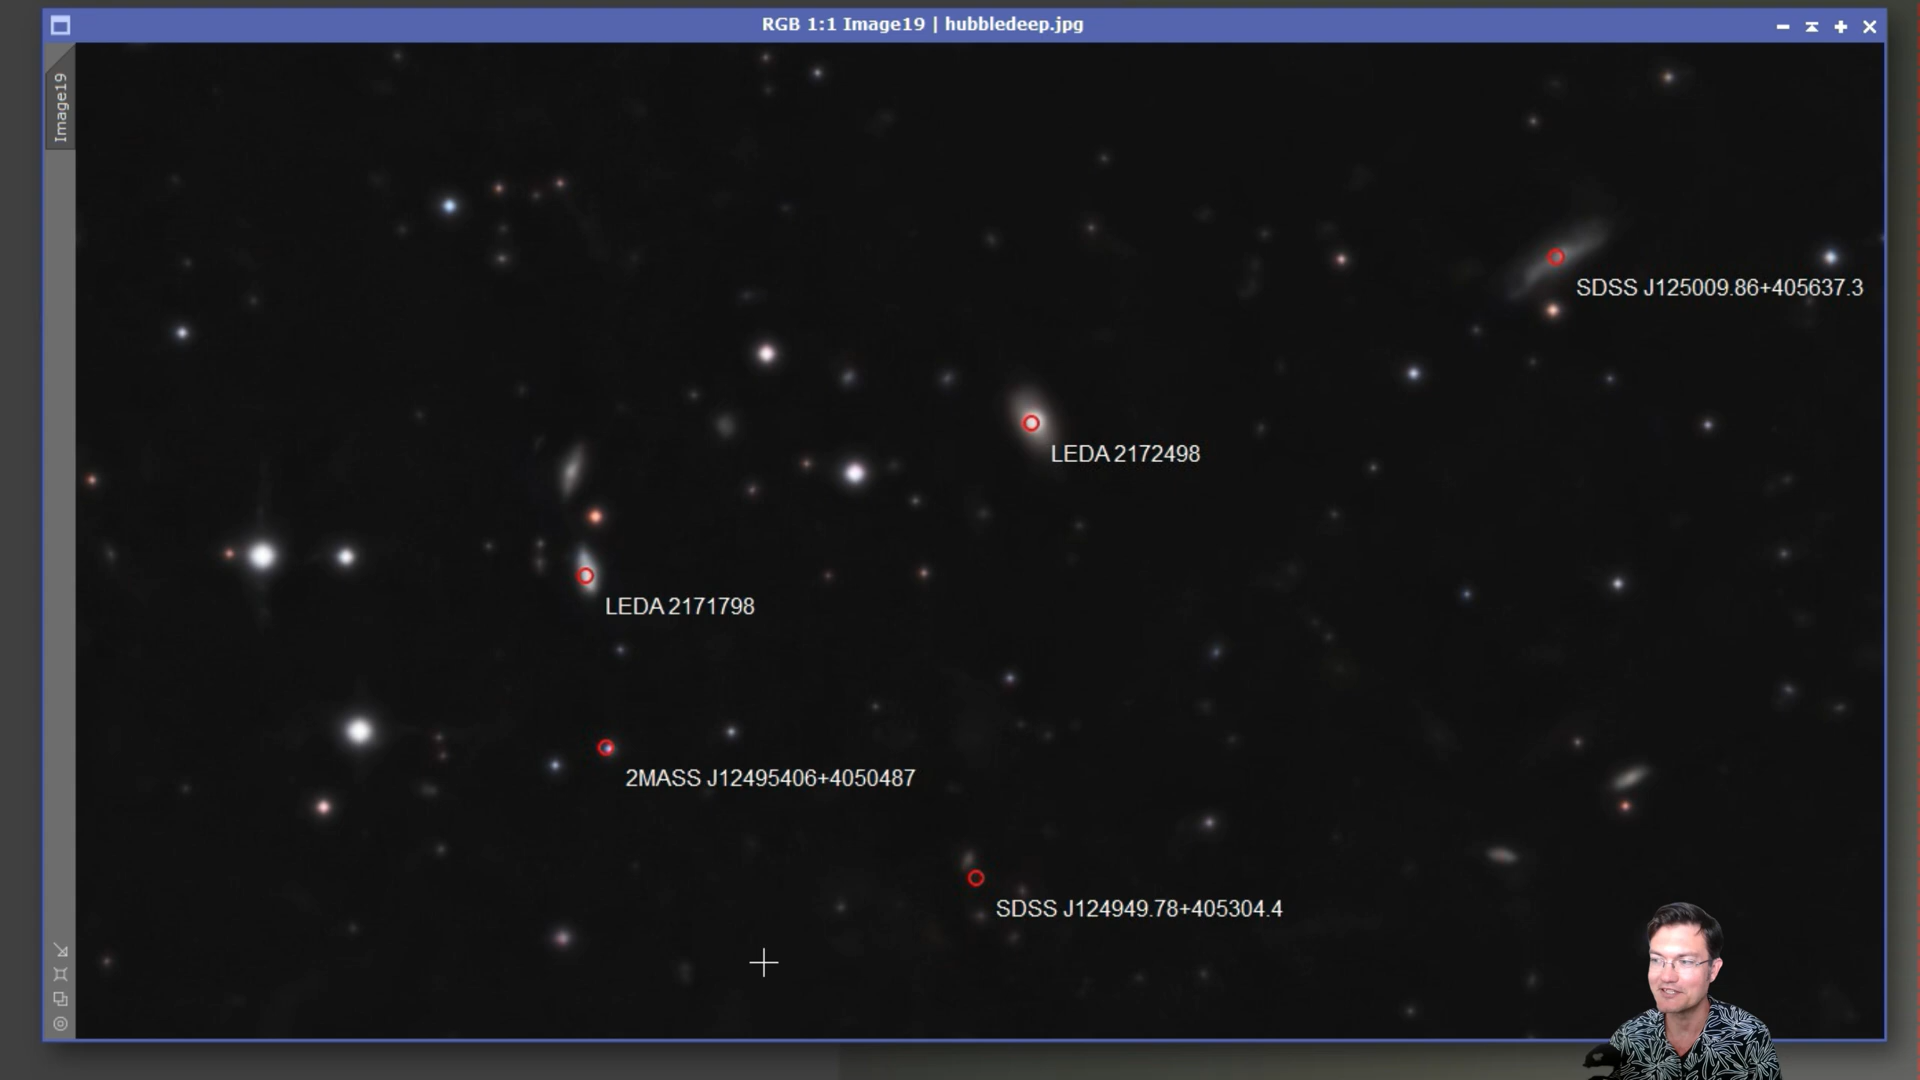 RGB 1:1 Image19 | hubbledeep.jpg
Image19
SDSS J125009.86+405637.3
LEDA 2172498
LEDA 2171798
2MASS J12495406+4050487
SDSS J124949.78+405304.4